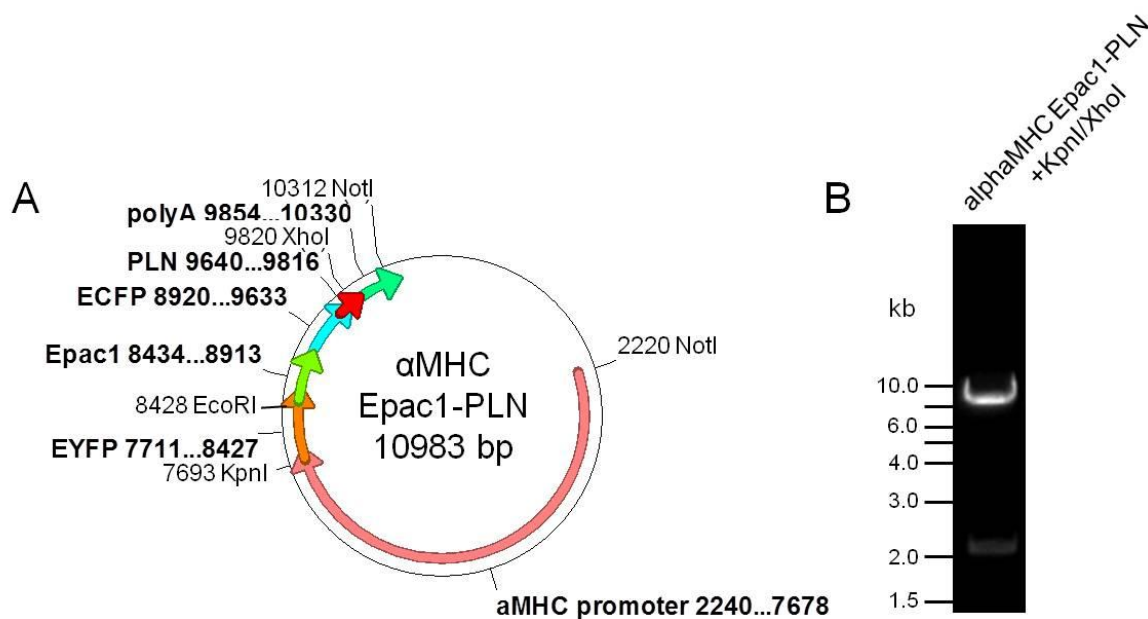 A
10312 NotI
polyA 9854...10330
9820 XhoI
PLN 9640...9816
ECFP 8920...9633
Epac1 8434...8913
8428 EcoRI
EYFP 7711...8427
7693 KpnI
αMHC
Epac1-PLN
10983 bp
2220 NotI
aMHC promoter 2240...7678
B
alphaMHC Epac1-PLN
+KpnI/XhoI
kb
10.0
6.0
4.0
3.0
2.0
1.5